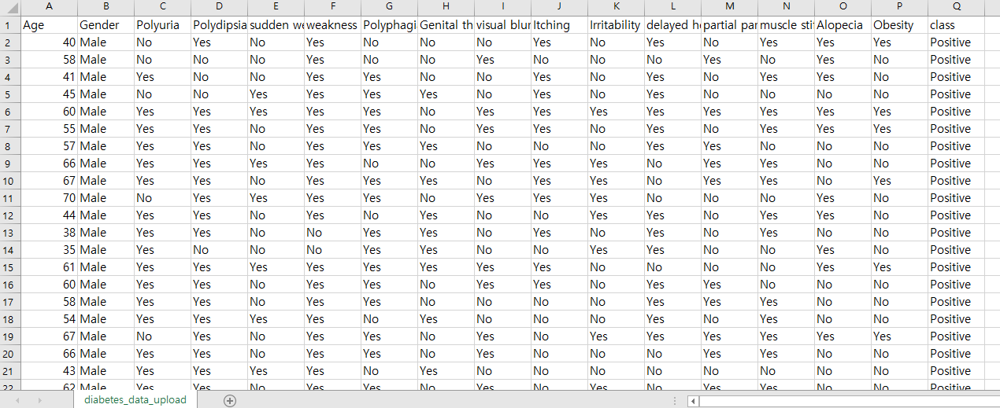 A B C D E F G H I J K L M N O P Q
1 Age Gender Polyuria Polydipsia sudden we weakness Polyphagi Genital th visual blur Itching Irritability delayed he partial par muscle stif Alopecia Obesity class
2 40 Male No Yes No Yes No No No Yes No Yes No Yes Yes Yes Positive
3 58 Male No No No Yes No No Yes No No No Yes No Yes No Positive
4 41 Male Yes No No Yes Yes No No Yes No Yes No Yes Yes No Positive
5 45 Male No No Yes Yes Yes Yes No Yes No Yes No No No No Positive
6 60 Male Yes Yes Yes Yes Yes No Yes Yes Yes Yes Yes Yes Yes Yes Positive
7 55 Male Yes Yes No Yes Yes No Yes Yes No Yes No Yes Yes Yes Positive
8 57 Male Yes Yes No Yes Yes Yes No No No Yes Yes No No No Positive
9 66 Male Yes Yes Yes Yes No No Yes Yes Yes No Yes Yes No No Positive
10 67 Male Yes Yes No Yes Yes Yes No Yes Yes No Yes Yes No Yes Positive
11 70 Male No Yes Yes Yes Yes No Yes Yes Yes No No No Yes No Positive
12 44 Male Yes Yes No Yes No Yes No No Yes Yes No Yes Yes No Positive
13 38 Male Yes Yes No No Yes Yes No Yes No Yes No Yes No No Positive
14 35 Male Yes No No No Yes Yes No No Yes Yes No No Yes No Positive
15 61 Male Yes Yes Yes Yes Yes Yes Yes Yes No No No No Yes Yes Positive
16 60 Male Yes Yes No Yes Yes No Yes Yes No Yes Yes No No No Positive
17 58 Male Yes Yes No Yes Yes No No No No Yes Yes Yes No No Positive
18 54 Male Yes Yes Yes Yes No Yes No No No Yes No Yes No No Positive
19 67 Male No Yes No Yes Yes No Yes No Yes Yes Yes Yes Yes Yes Positive
20 66 Male Yes Yes No Yes Yes No Yes No No No Yes Yes No No Positive
21 43 Male Yes Yes Yes Yes No Yes No No No No No No No No Positive
22 62 Male Yes Yes No Yes Yes No Yes No Yes No Yes Yes No No Positive
diabetes_data_upload